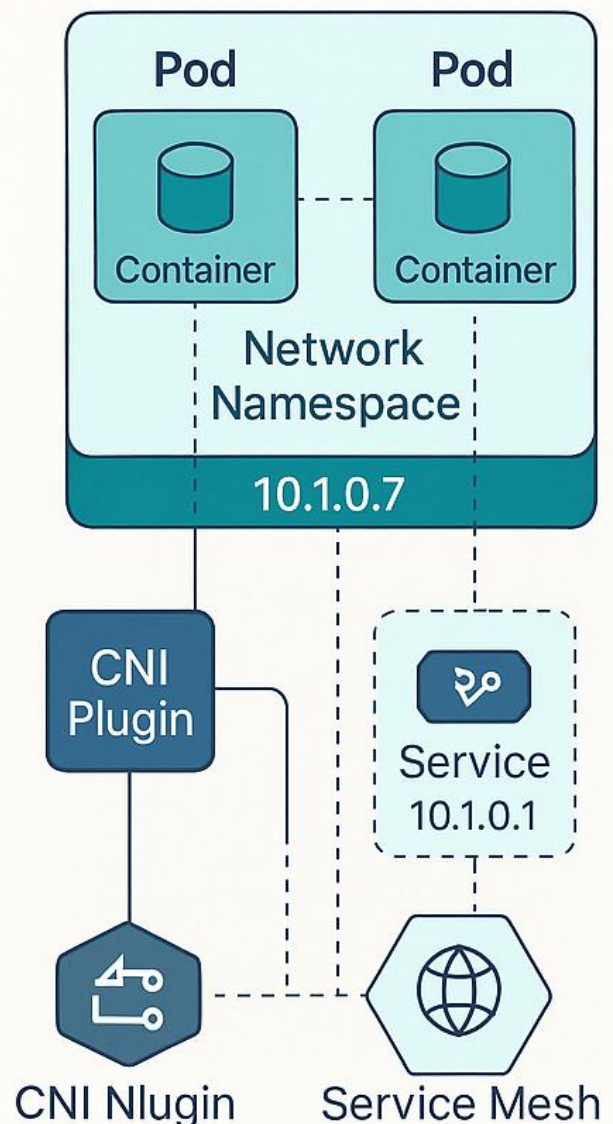 Pod
Pod
Container
Container
Network
Namespace
10.1.0.7
CNI
Plugin
Service
10.1.0.1
CNI Nlugin
Service Mesh